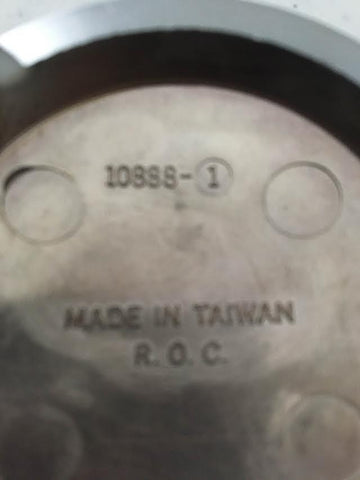 10888-①
MADE IN TAIWAN
R. O. C.